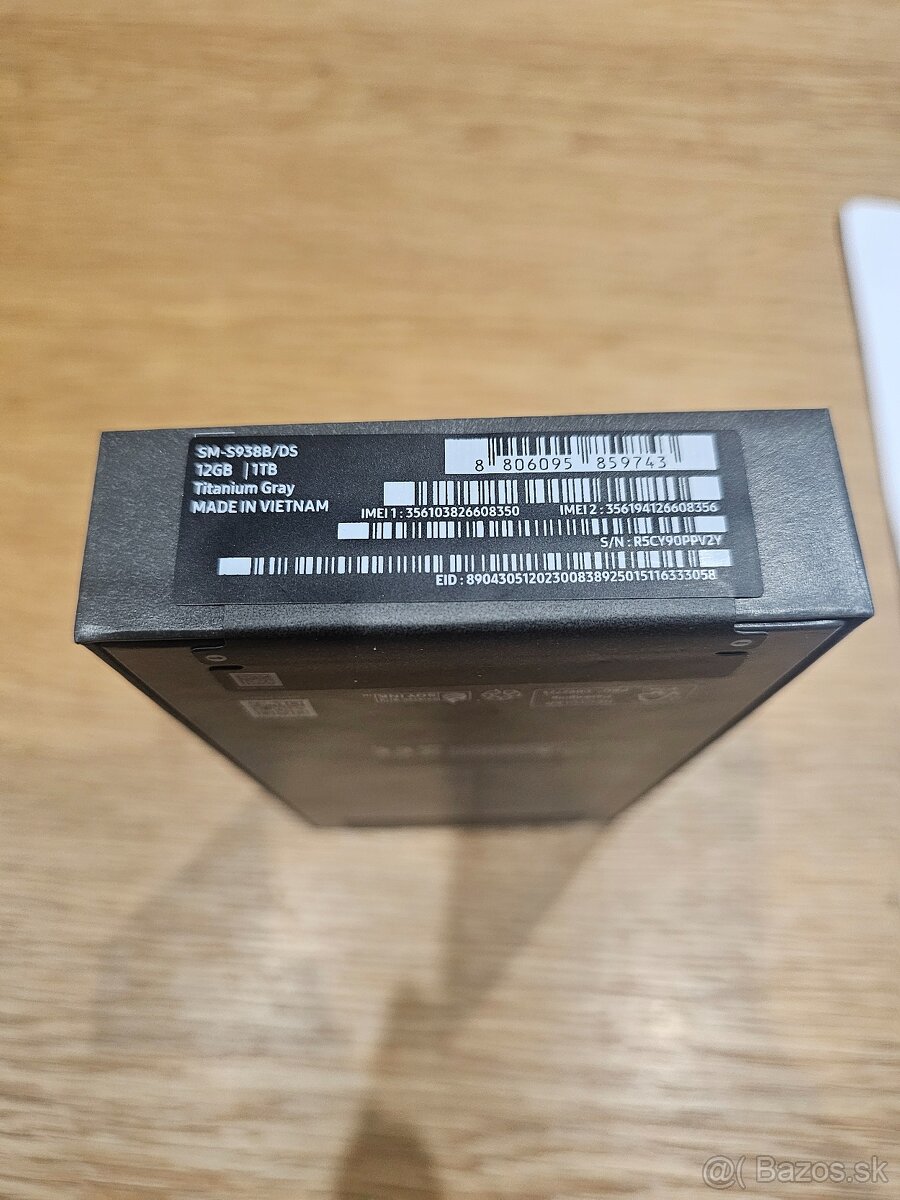 SM-S938B/DS
12GB | 1TB
Titanium Gray
MADE IN VIETNAM
8 806095 859743
IMEI 1 : 356103826608350 IMEI 2 : 356194126608356
S/N : R5CY90PPV2Y
EID : 89043051202300838925015116333058
@( Bazos.sk